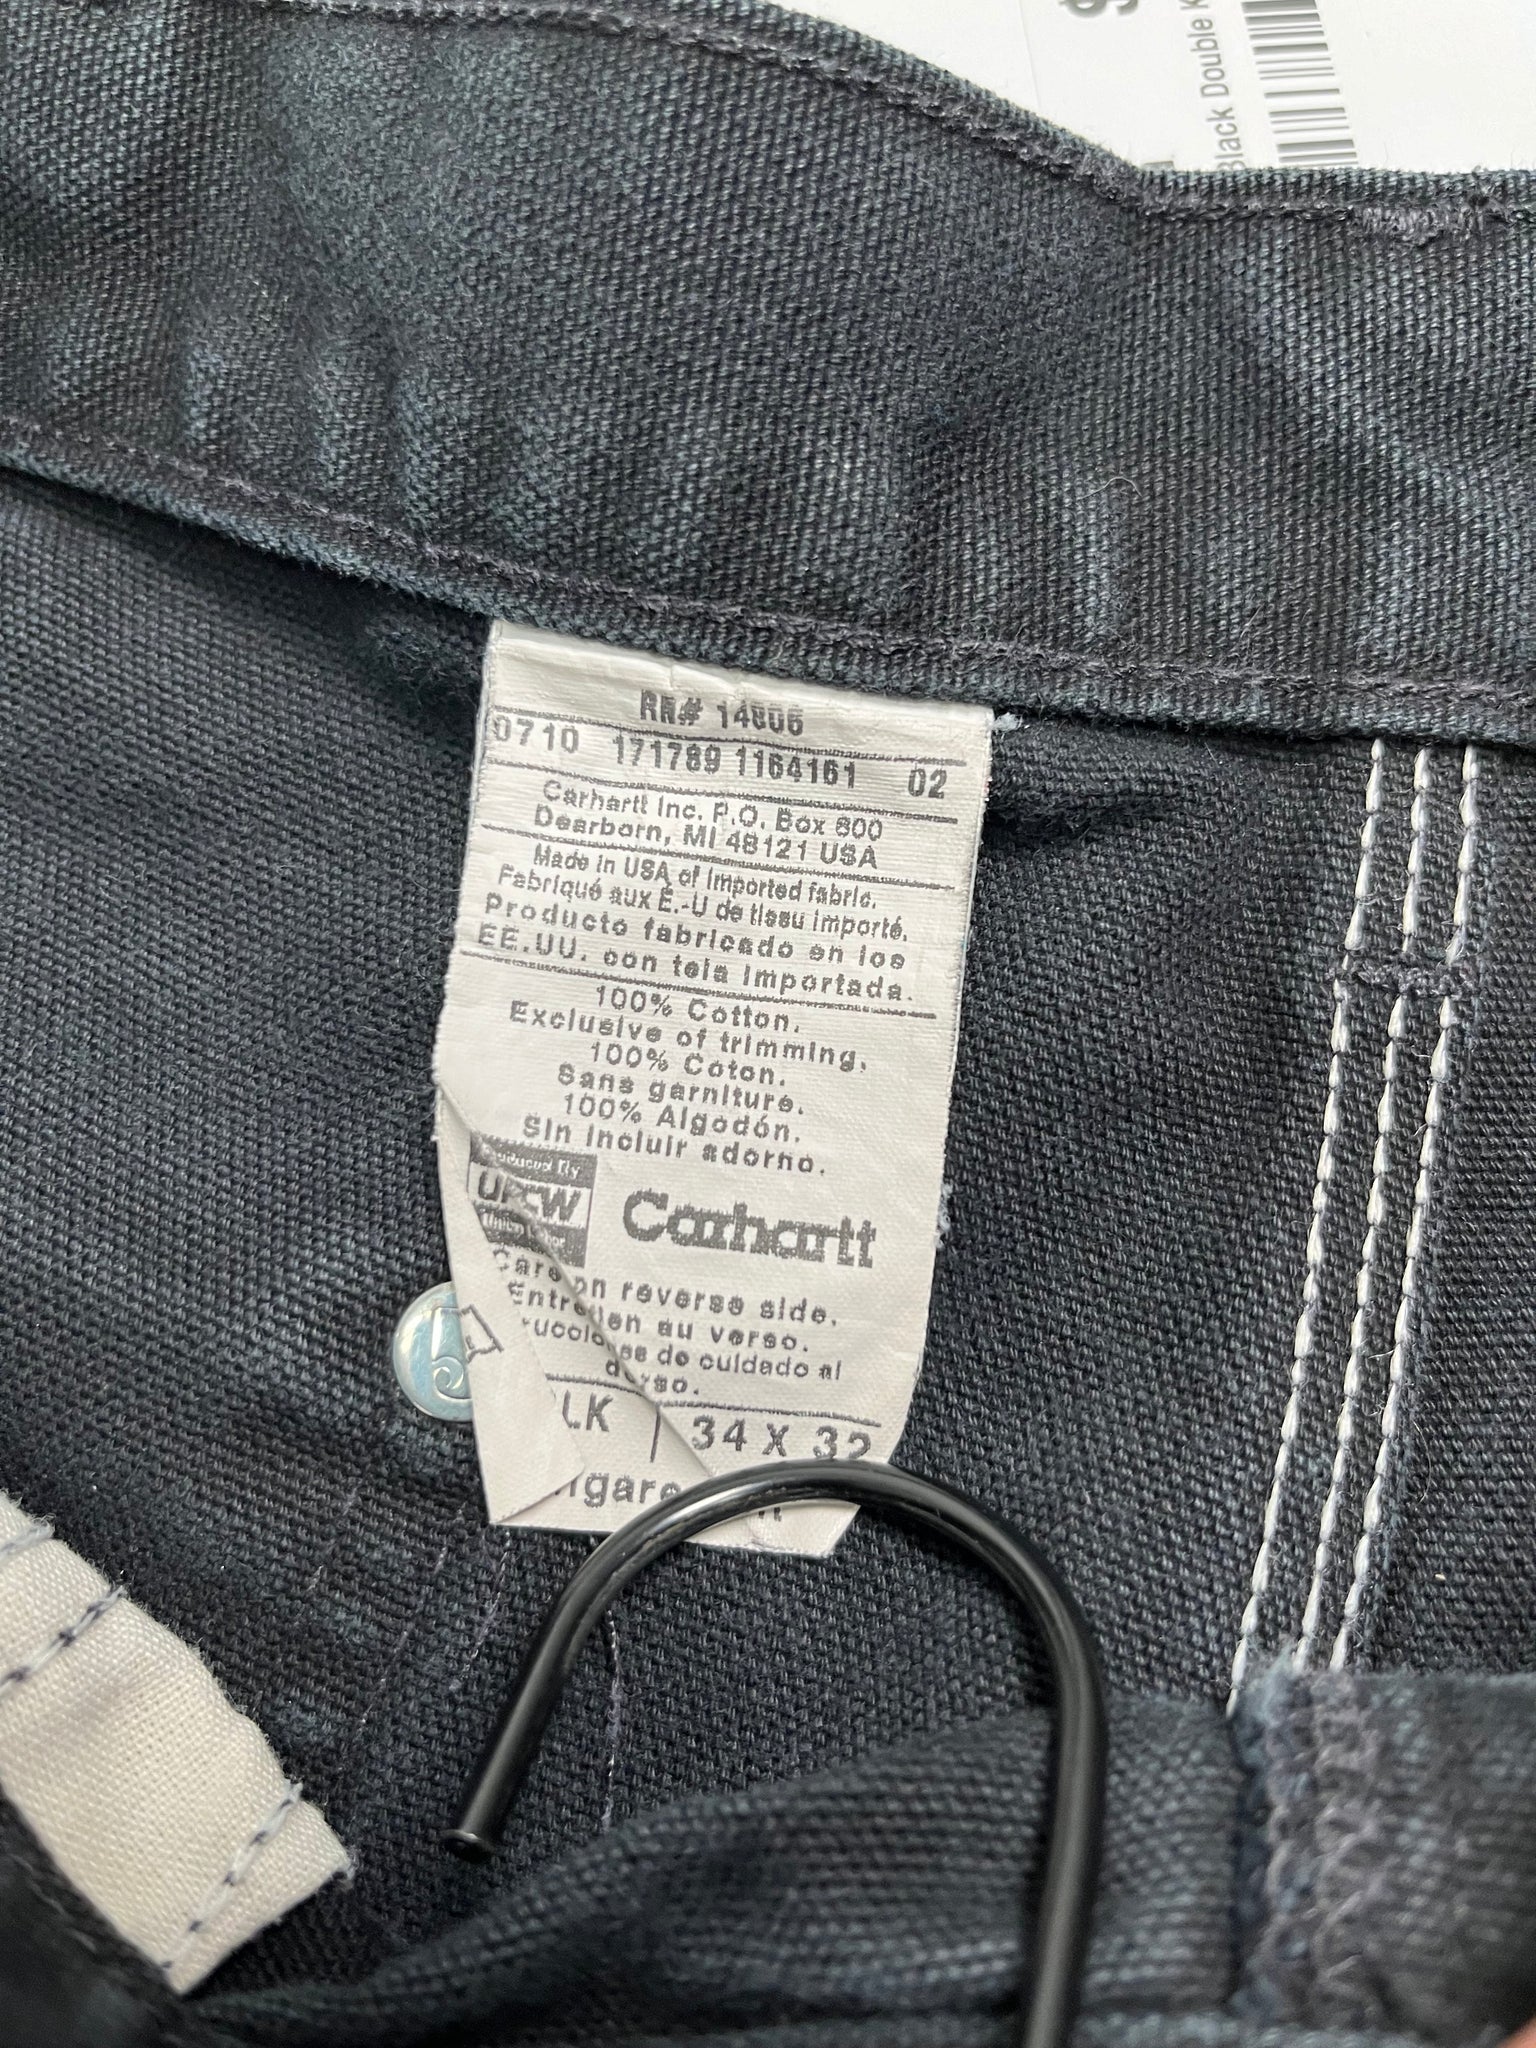 Black Double K
RN# 14806
0710 171789 1164161 02
Carhartt Inc. P.O. Box 600
Dearborn, MI 48121 USA
Made in USA of imported fabric.
Fabriqué aux É.-U de tissu importé.
Producto fabricado en los
EE.UU. con tela importada.
100% Cotton.
Exclusive of trimming.
100% Coton.
Sans garniture.
100% Algodón.
Sin incluir adorno.
UFCW
Carhartt
Care on reverse side.
Entretien au verso.
de cuidado al
dorso.
LK | 34 X 32